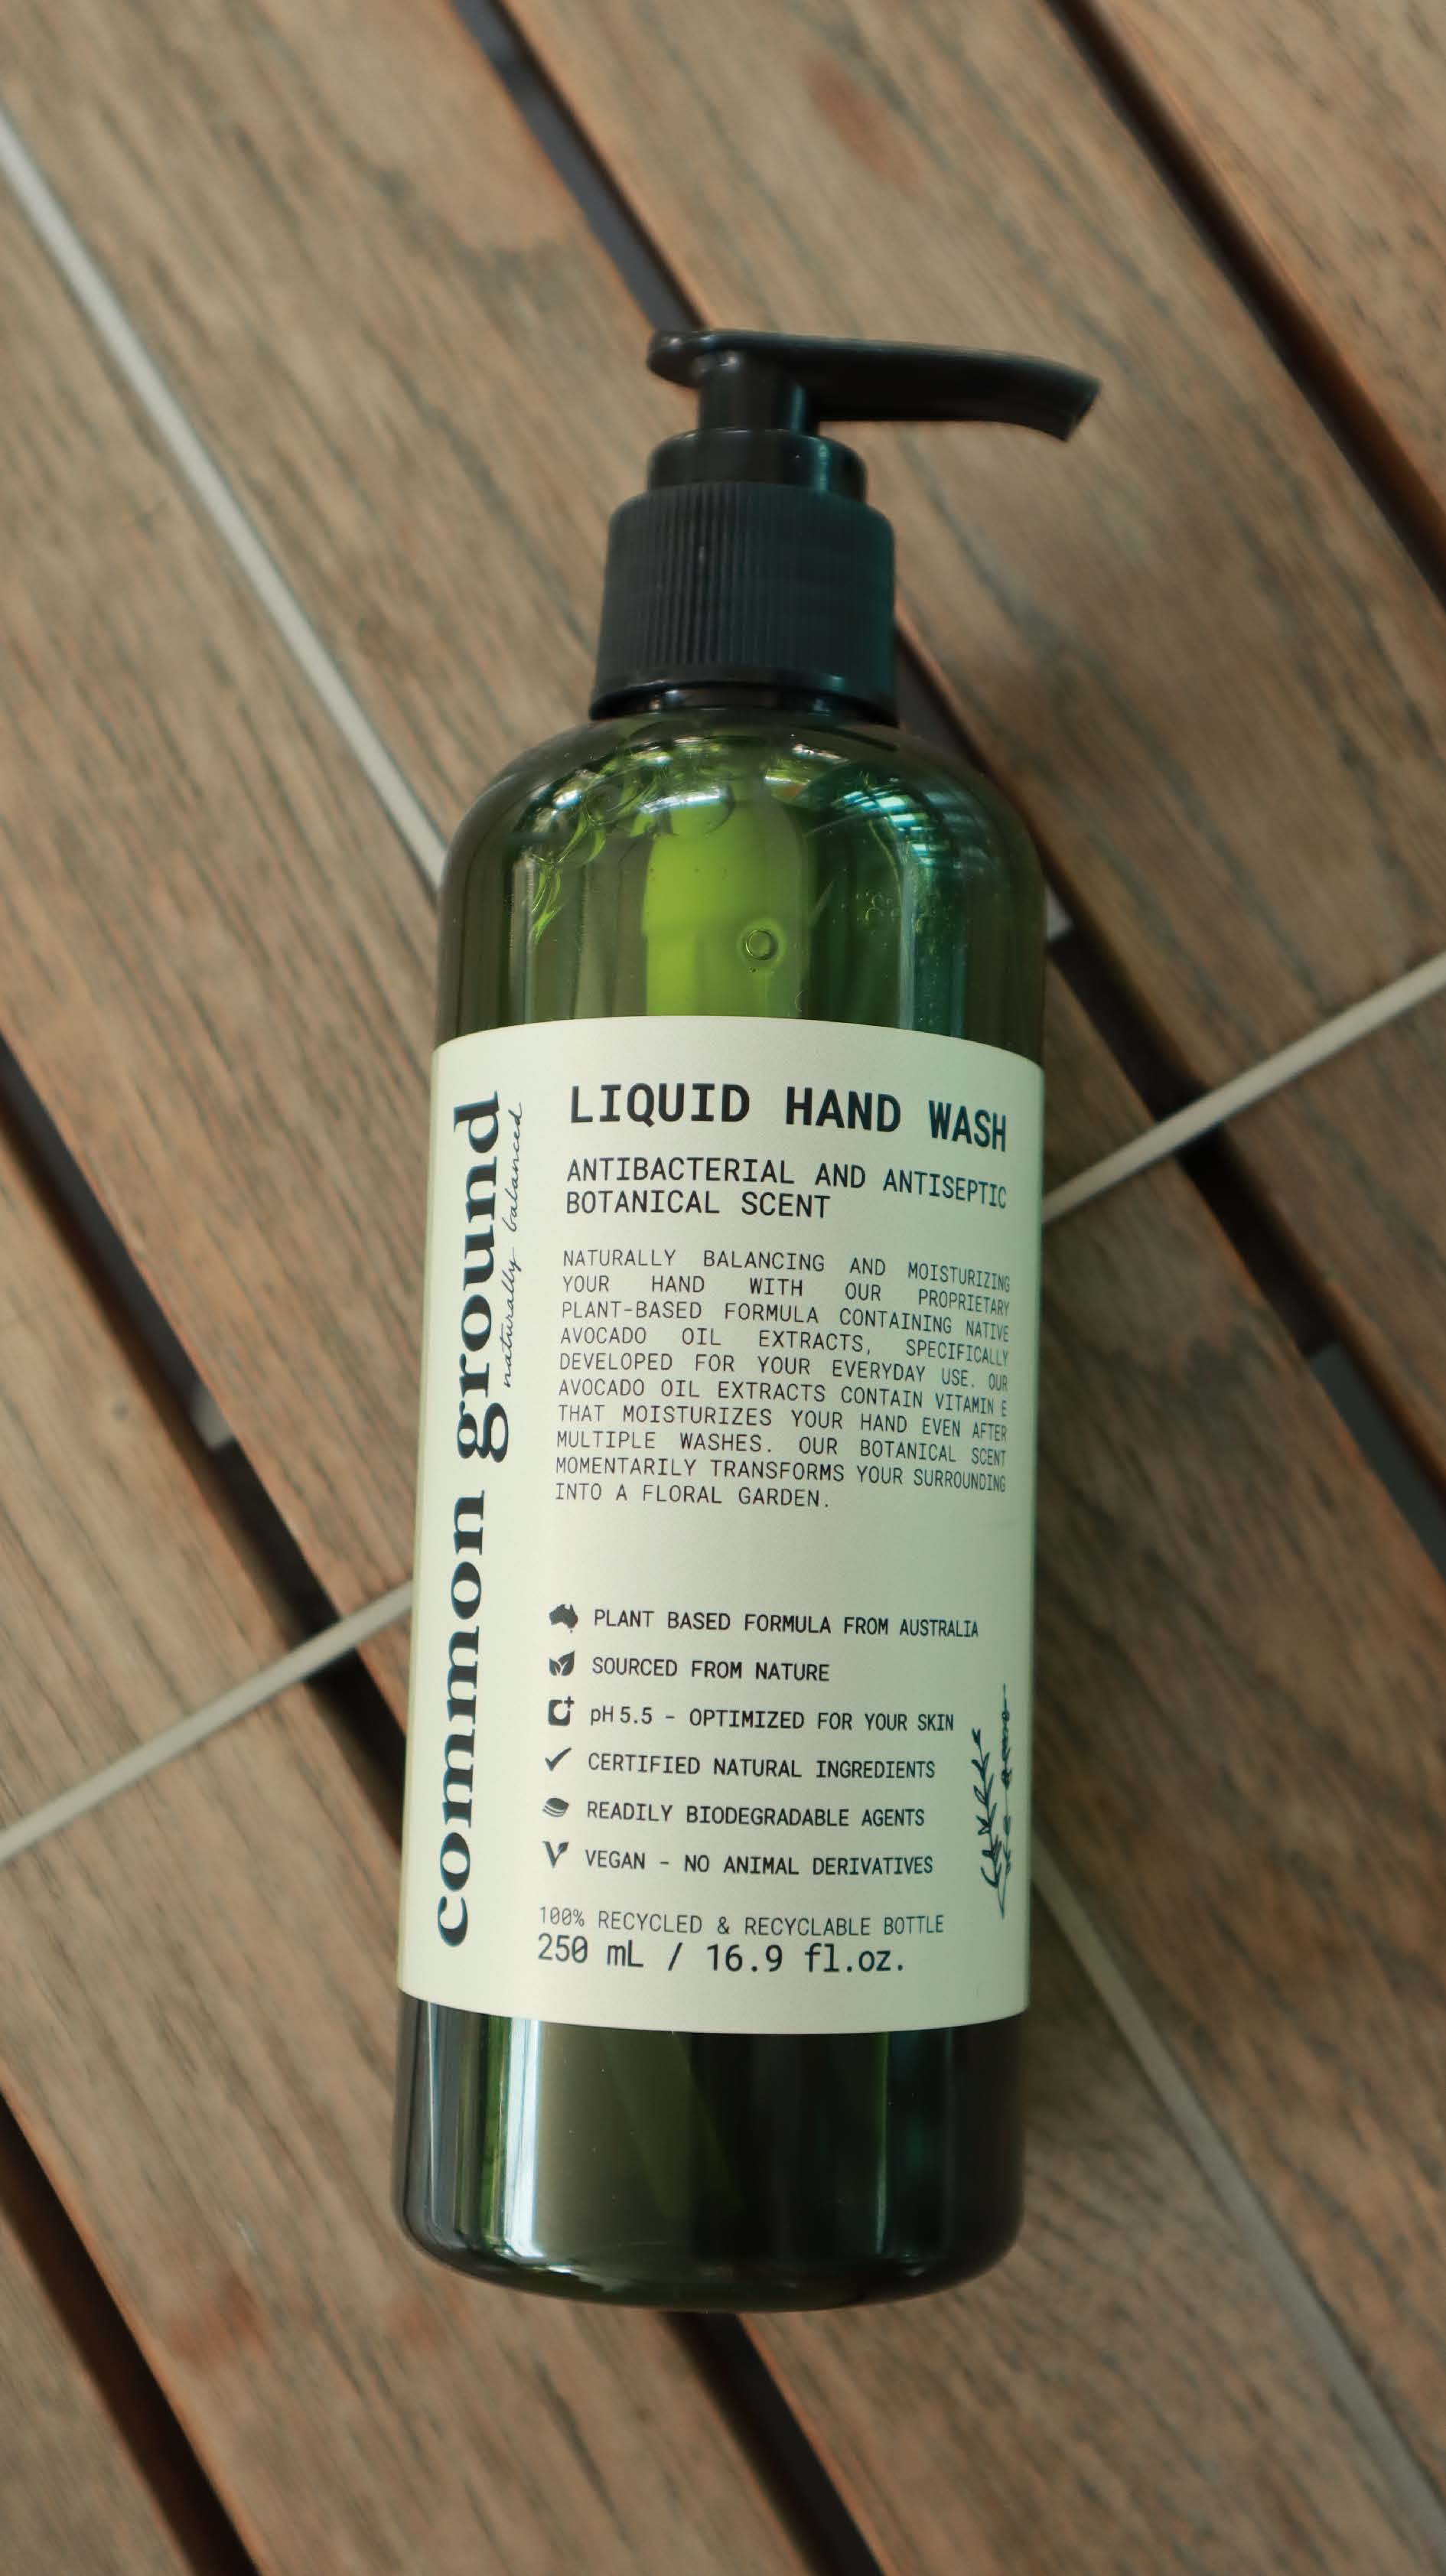 common ground
naturally balanced
LIQUID HAND WASH
ANTIBACTERIAL AND ANTISEPTIC
BOTANICAL SCENT
NATURALLY BALANCING AND MOISTURIZING
YOUR HAND WITH OUR PROPRIETARY
PLANT-BASED FORMULA CONTAINING NATIVE
AVOCADO OIL EXTRACTS, SPECIFICALLY
DEVELOPED FOR YOUR EVERYDAY USE. OUR
AVOCADO OIL EXTRACTS CONTAIN VITAMIN E
THAT MOISTURIZES YOUR HAND EVEN AFTER
MULTIPLE WASHES. OUR BOTANICAL SCENT
MOMENTARILY TRANSFORMS YOUR SURROUNDING
INTO A FLORAL GARDEN.
PLANT BASED FORMULA FROM AUSTRALIA
SOURCED FROM NATURE
pH 5.5 - OPTIMIZED FOR YOUR SKIN
CERTIFIED NATURAL INGREDIENTS
READILY BIODEGRADABLE AGENTS
VEGAN - NO ANIMAL DERIVATIVES
100% RECYCLED & RECYCLABLE BOTTLE
250 mL / 16.9 fl.oz.